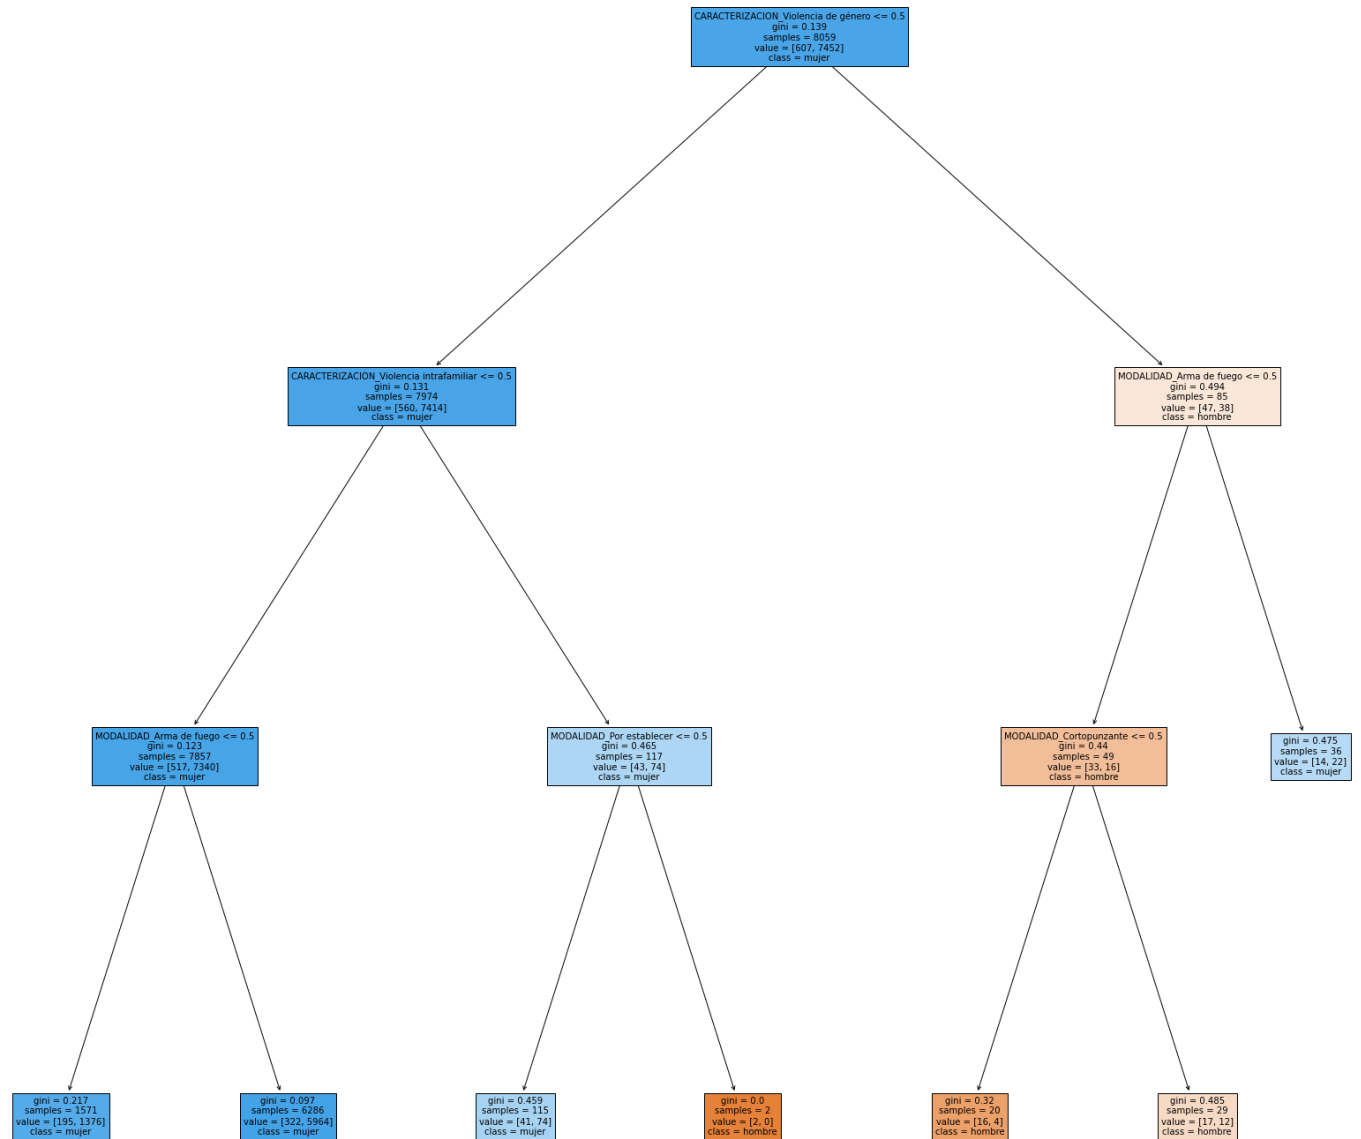 CARACTERIZACION_Violencia de género <= 0.5
gini = 0.139
samples = 8059
value = [607, 7452]
class = mujer
CARACTERIZACION_Violencia intrafamiliar <= 0.5
gini = 0.131
samples = 7974
value = [560, 7414]
class = mujer
MODALIDAD_Arma de fuego <= 0.5
gini = 0.494
samples = 85
value = [47, 38]
class = hombre
MODALIDAD_Arma de fuego <= 0.5
gini = 0.123
samples = 7857
value = [517, 7340]
class = mujer
MODALIDAD_Por establecer <= 0.5
gini = 0.465
samples = 117
value = [43, 74]
class = mujer
MODALIDAD_Cortopunzante <= 0.5
gini = 0.44
samples = 49
value = [33, 16]
class = hombre
gini = 0.475
samples = 36
value = [14, 22]
class = mujer
gini = 0.217
samples = 1571
value = [195, 1376]
class = mujer
gini = 0.097
samples = 6286
value = [322, 5964]
class = mujer
gini = 0.459
samples = 115
value = [41, 74]
class = mujer
gini = 0.0
samples = 2
value = [2, 0]
class = hombre
gini = 0.32
samples = 20
value = [16, 4]
class = hombre
gini = 0.485
samples = 29
value = [17, 12]
class = hombre